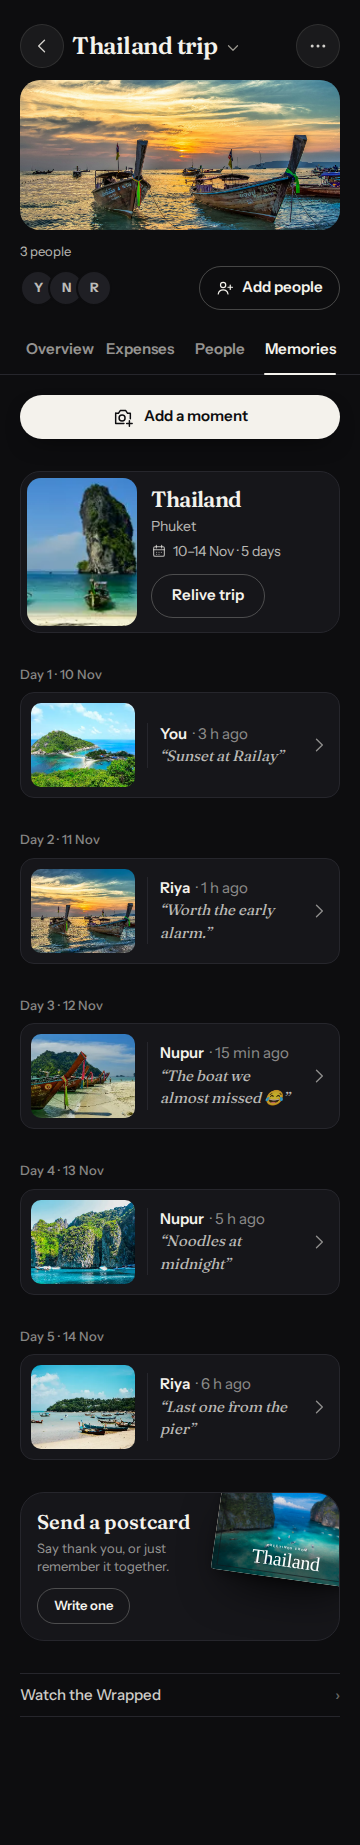 Thailand trip
3 people
Y N R
Add people
Overview Expenses People Memories
Add a moment
Thailand
Phuket
10–14 Nov · 5 days
Relive trip
Day 1 · 10 Nov
You · 3 h ago
“Sunset at Railay”
Day 2 · 11 Nov
Riya · 1 h ago
“Worth the early
alarm.”
Day 3 · 12 Nov
Nupur · 15 min ago
“The boat we
almost missed 😂”
Day 4 · 13 Nov
Nupur · 5 h ago
“Noodles at
midnight”
Day 5 · 14 Nov
Riya · 6 h ago
“Last one from the
pier”
Send a postcard
Say thank you, or just
remember it together.
Write one
GREETINGS FROM
Thailand
Watch the Wrapped ›